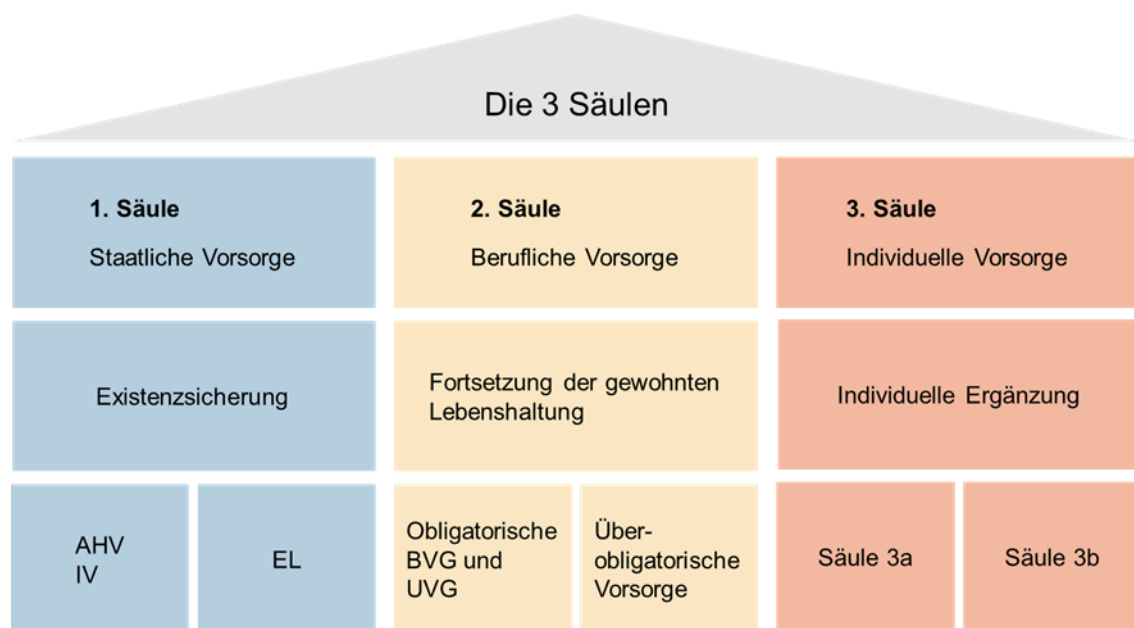 Die 3 Säulen
1. Säule
Staatliche Vorsorge
2. Säule
Berufliche Vorsorge
3. Säule
Individuelle Vorsorge
Existenzsicherung
Fortsetzung der gewohnten
Lebenshaltung
Individuelle Ergänzung
AHV
IV
EL
Obligatorische
BVG und
UVG
Über-
obligatorische
Vorsorge
Säule 3a
Säule 3b